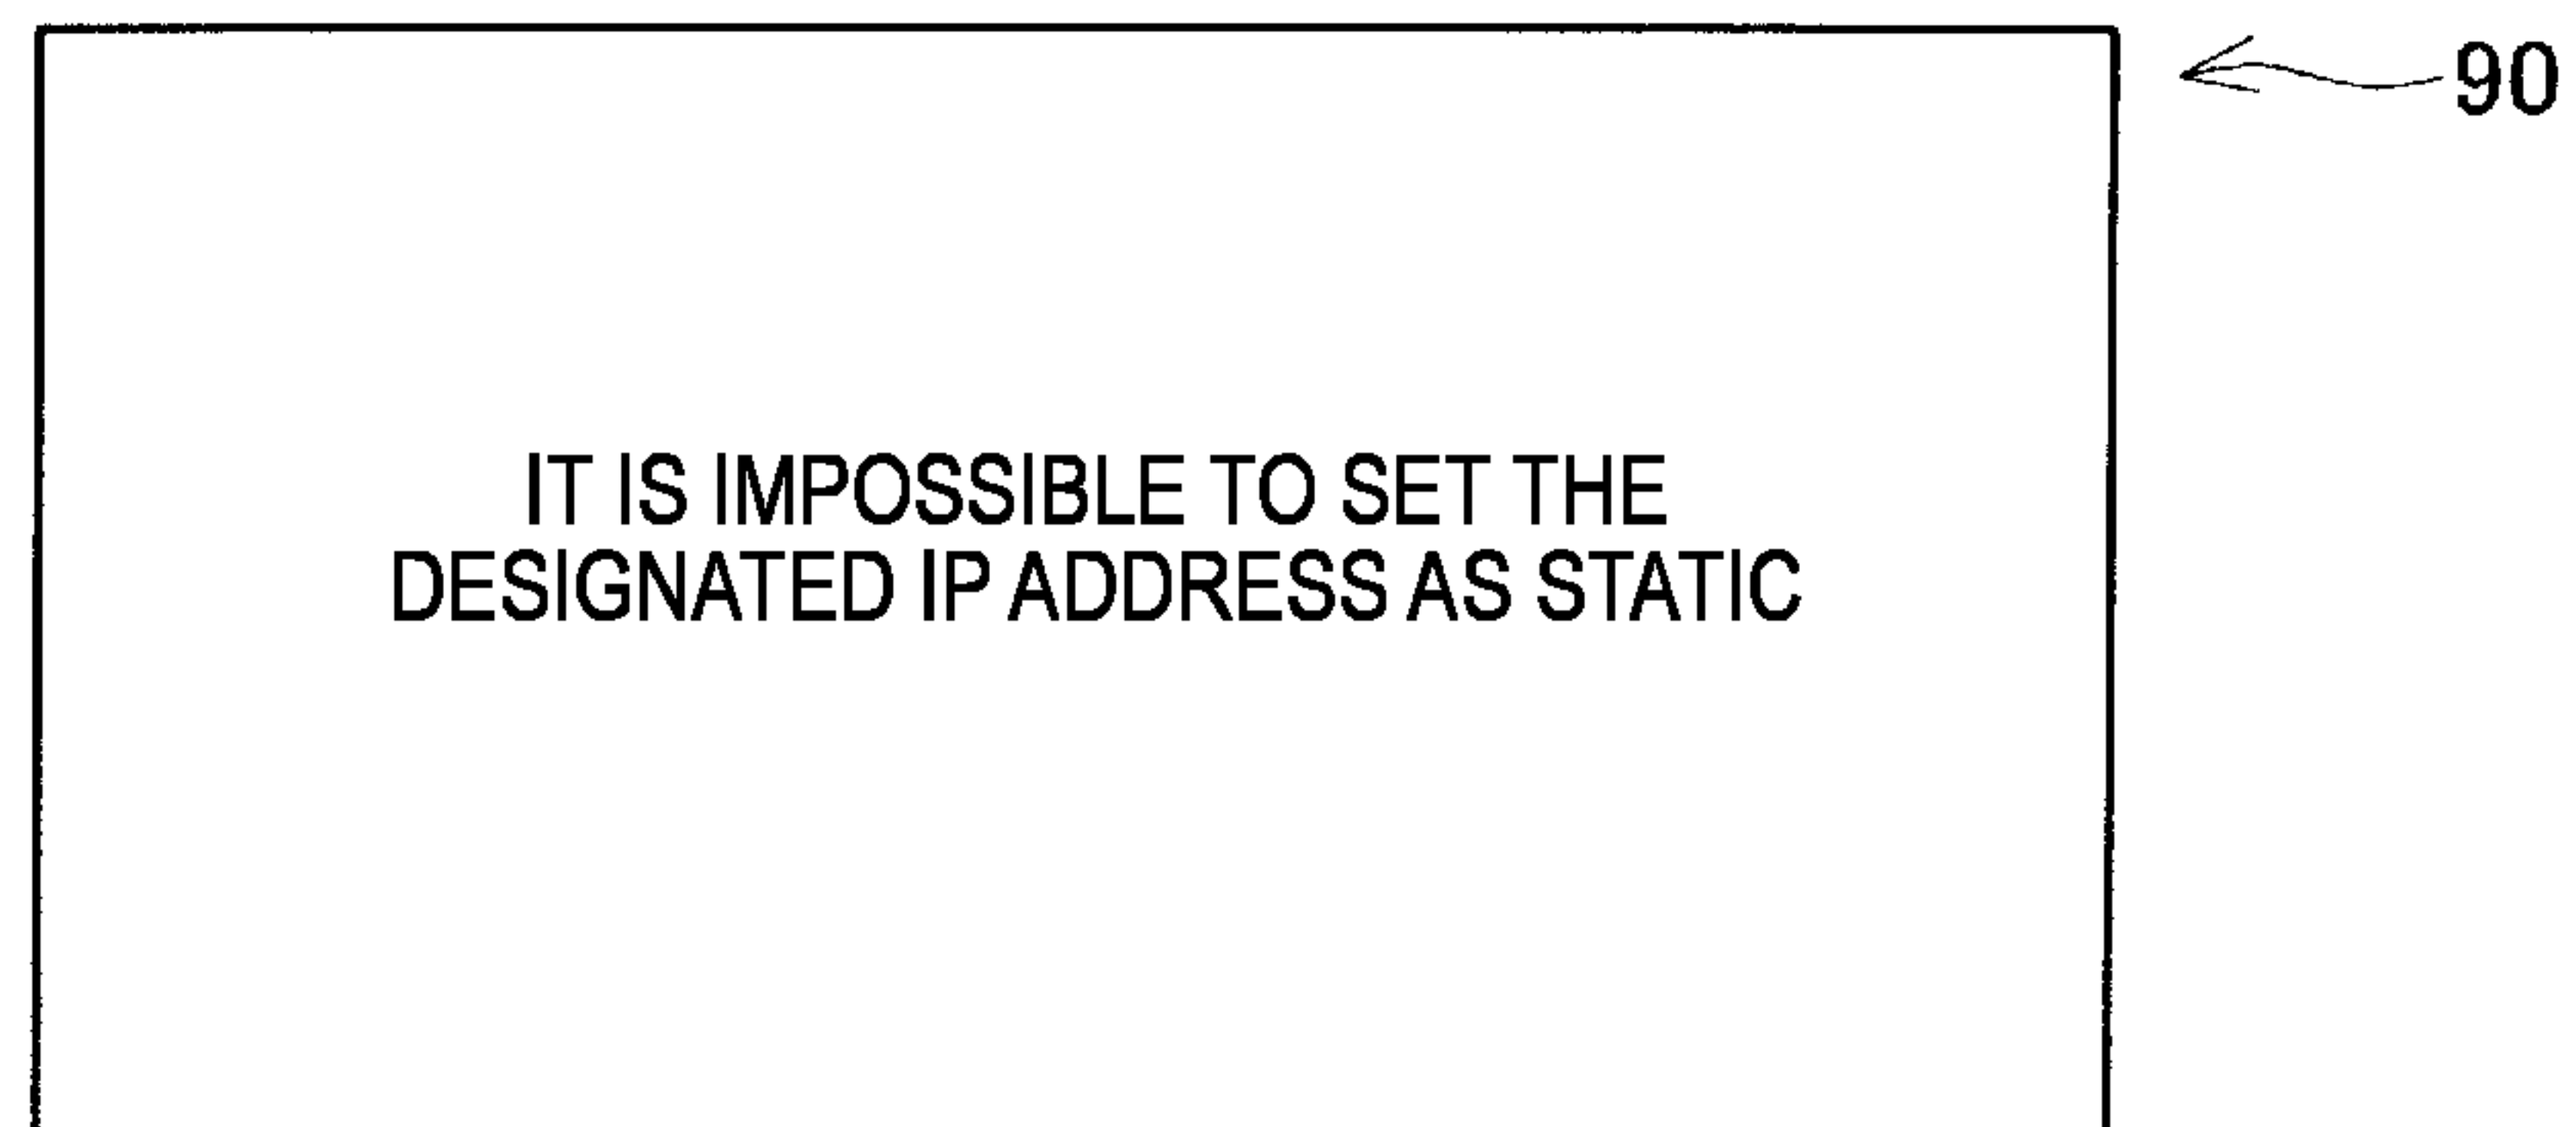 90
IT IS IMPOSSIBLE TO SET THE
DESIGNATED IP ADDRESS AS STATIC